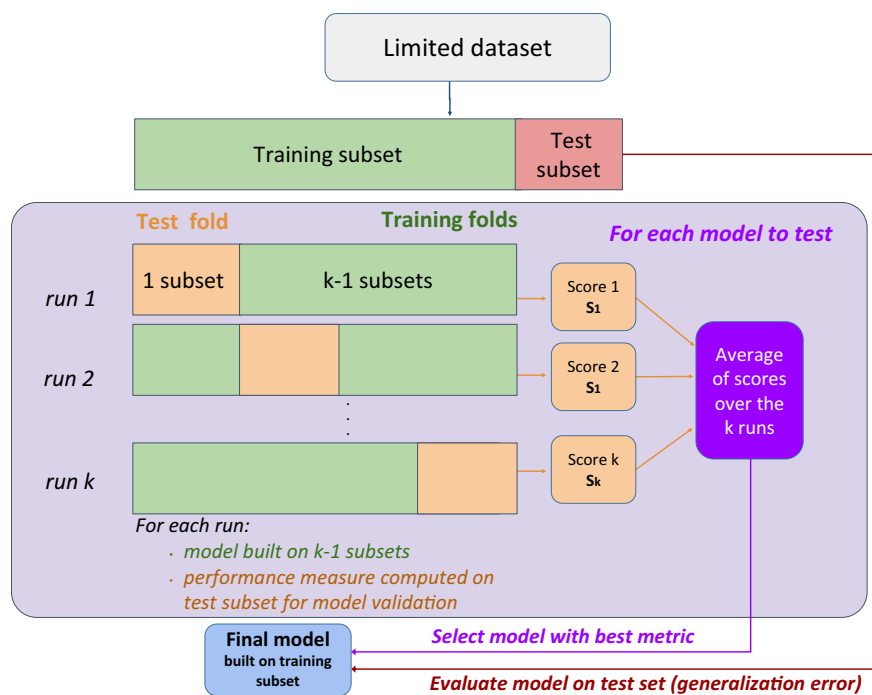 Limited dataset
Training subset
Test
subset
Test fold
Training folds
For each model to test
run 1
1 subset
k-1 subsets
Score 1
S1
run 2
Score 2
S1
Average
of scores
over the
k runs
. . .
run k
Score k
Sk
For each run:
· model built on k-1 subsets
· performance measure computed on
test subset for model validation
Final model
built on training
subset
Select model with best metric
Evaluate model on test set (generalization error)